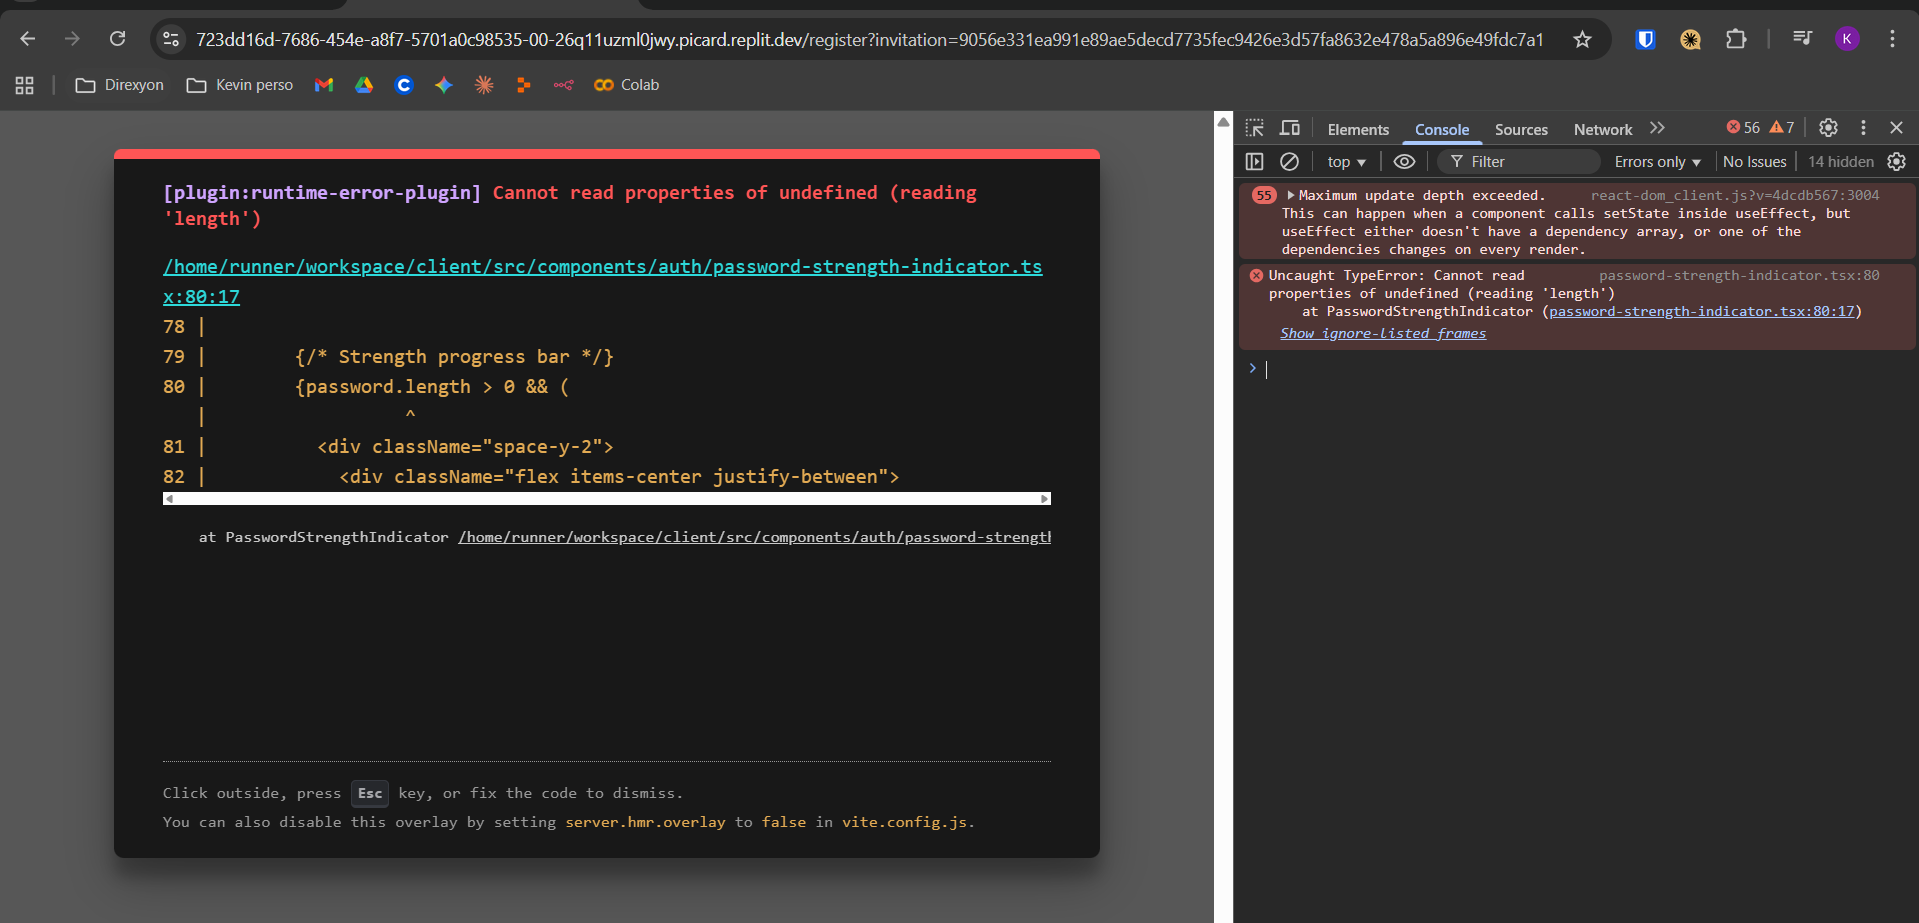 723dd16d-7686-454e-a8f7-5701a0c98535-00-26q11uzml0jwy.picard.replit.dev/register?invitation=9056e331ea991e89ae5decd7735fec9426e3d57fa8632e478a5a896e49fdc7a1
K
Direxyon
Kevin perso
Colab
[plugin:runtime-error-plugin] Cannot read properties of undefined (reading
'length')
/home/runner/workspace/client/src/components/auth/password-strength-indicator.ts
x:80:17
78 |
79 |        {/* Strength progress bar */}
80 |        {password.length > 0 && (
|                  ^
81 |          <div className="space-y-2">
82 |            <div className="flex items-center justify-between">
at PasswordStrengthIndicator /home/runner/workspace/client/src/components/auth/password-strength
Click outside, press Esc key, or fix the code to dismiss.
You can also disable this overlay by setting server.hmr.overlay to false in vite.config.js.
Elements Console Sources Network 56 7
top Filter Errors only No Issues 14 hidden
55 Maximum update depth exceeded. react-dom_client.js?v=4dcdb567:3004
This can happen when a component calls setState inside useEffect, but
useEffect either doesn't have a dependency array, or one of the
dependencies changes on every render.
Uncaught TypeError: Cannot read password-strength-indicator.tsx:80
properties of undefined (reading 'length')
at PasswordStrengthIndicator (password-strength-indicator.tsx:80:17)
Show ignore-listed frames
>